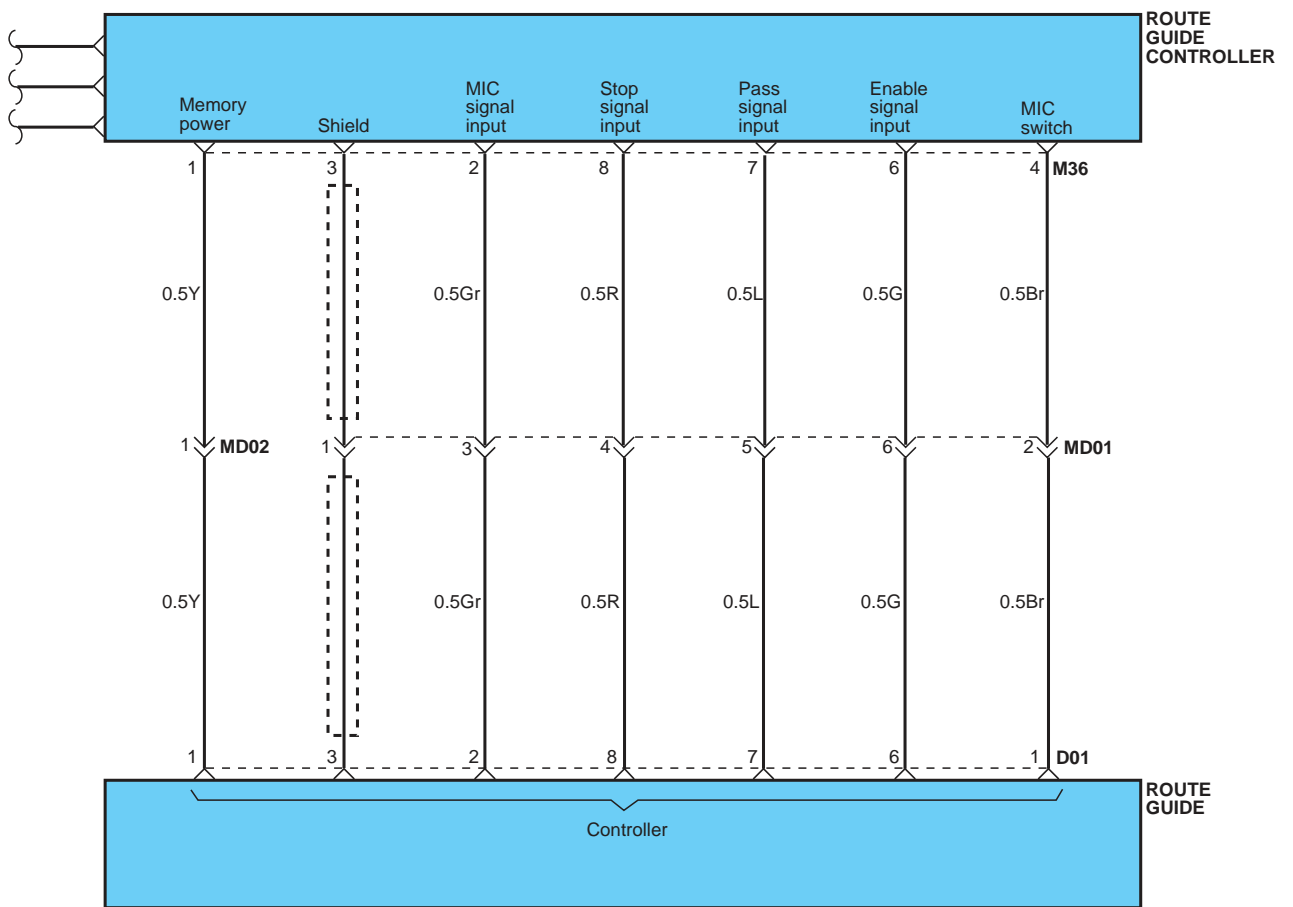 ROUTE
GUIDE
CONTROLLER
Memory
power
Shield
MIC
signal
input
Stop
signal
input
Pass
signal
input
Enable
signal
input
MIC
switch
1 3 2 8 7 6 4 M36
0.5Y 0.5Gr 0.5R 0.5L 0.5G 0.5Br
1 MD02 1 3 4 5 6 2 MD01
0.5Y 0.5Gr 0.5R 0.5L 0.5G 0.5Br
1 3 2 8 7 6 1 D01
ROUTE
GUIDE
Controller